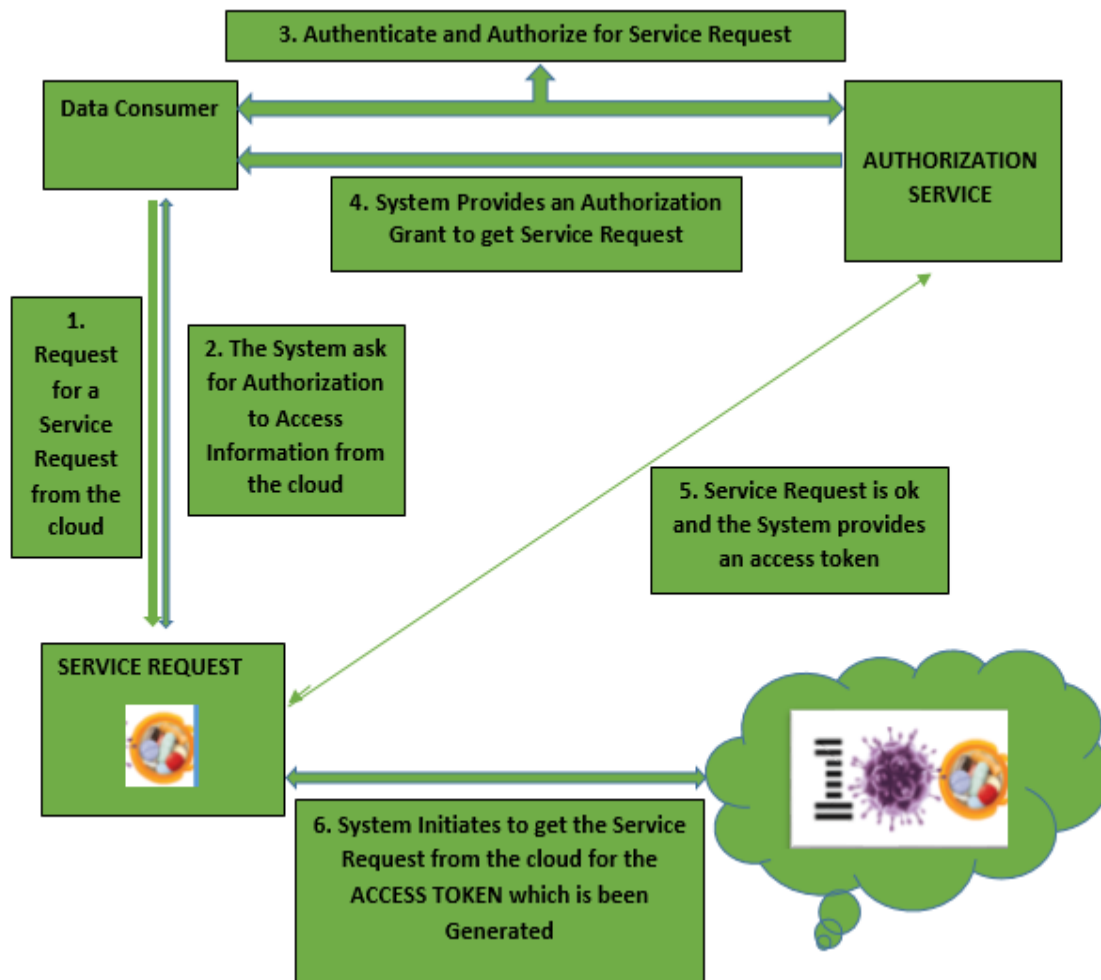 3. Authenticate and Authorize for Service Request
Data Consumer
AUTHORIZATION
SERVICE
4. System Provides an Authorization
Grant to get Service Request
1.
Request
for a
Service
Request
from the
cloud
2. The System ask
for Authorization
to Access
Information from
the cloud
5. Service Request is ok
and the System provides
an access token
SERVICE REQUEST
6. System Initiates to get the Service
Request from the cloud for the
ACCESS TOKEN which is been
Generated